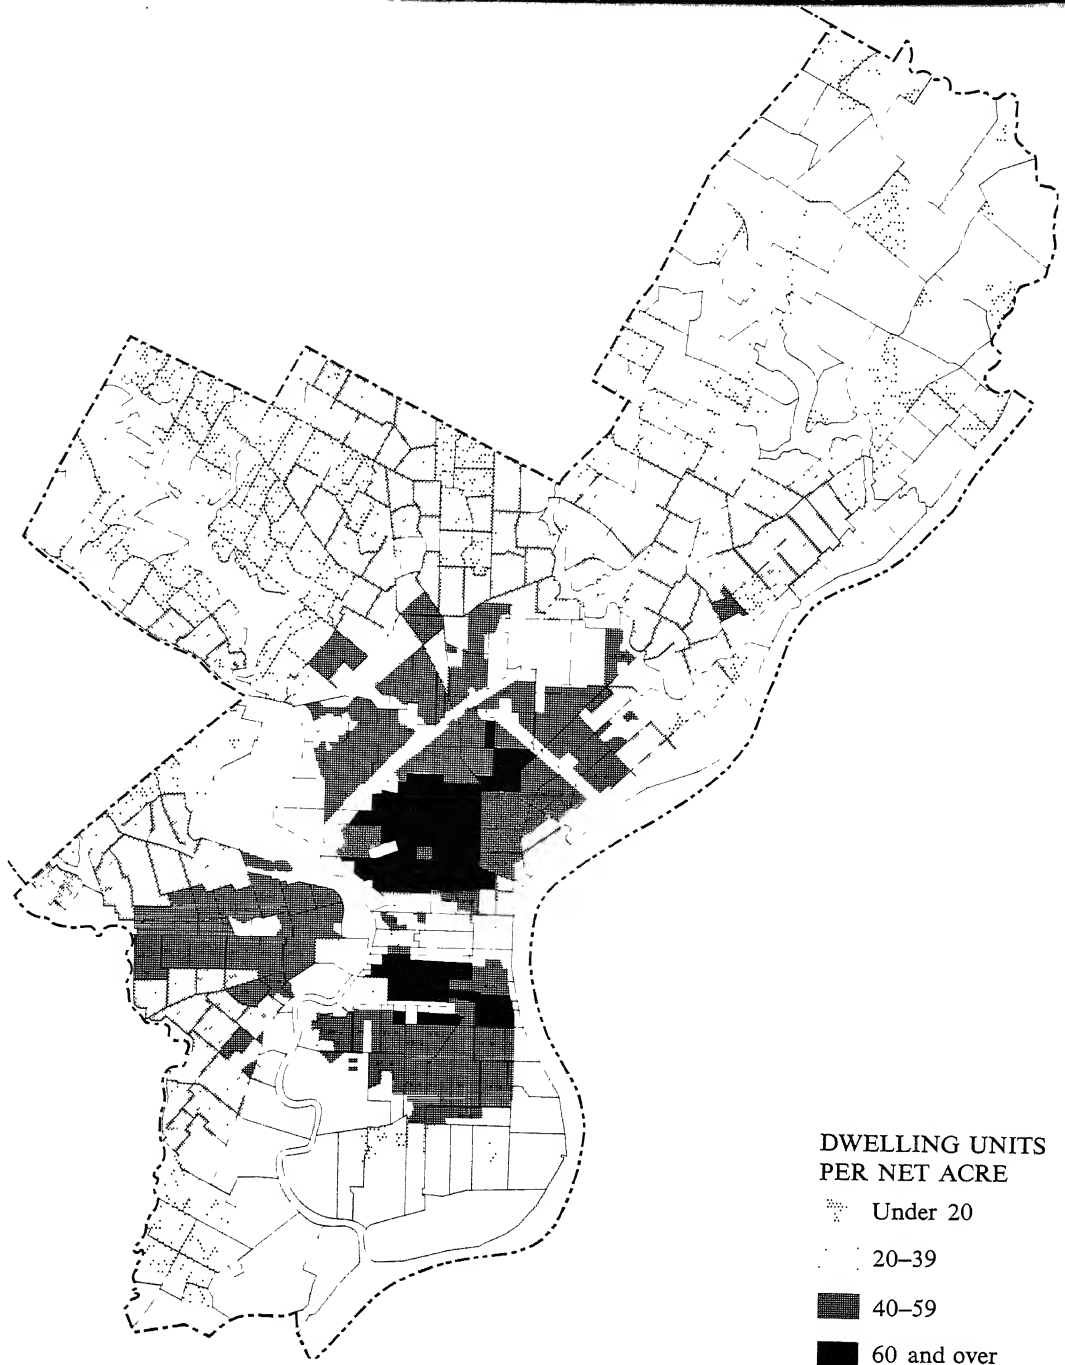 DWELLING UNITS
PER NET ACRE
Under 20
20–39
40–59
60 and over